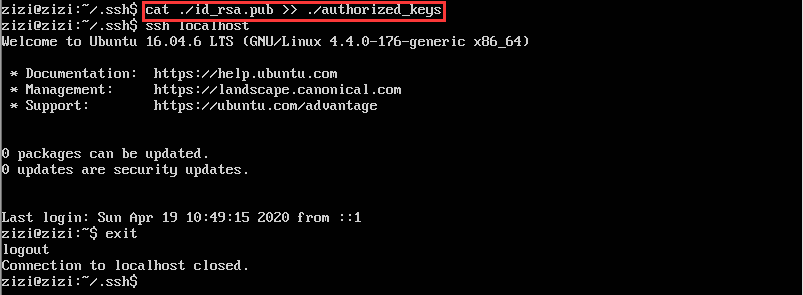 zizi@zizi:~/.ssh$ cat ./id_rsa.pub >> ./authorized_keys
zizi@zizi:~/.ssh$ ssh localhost
Welcome to Ubuntu 16.04.6 LTS (GNU/Linux 4.4.0-176-generic x86_64)
* Documentation:  https://help.ubuntu.com
* Management:     https://landscape.canonical.com
* Support:        https://ubuntu.com/advantage
0 packages can be updated.
0 updates are security updates.
Last login: Sun Apr 19 10:49:15 2020 from ::1
zizi@zizi:~$ exit
logout
Connection to localhost closed.
zizi@zizi:~/.ssh$